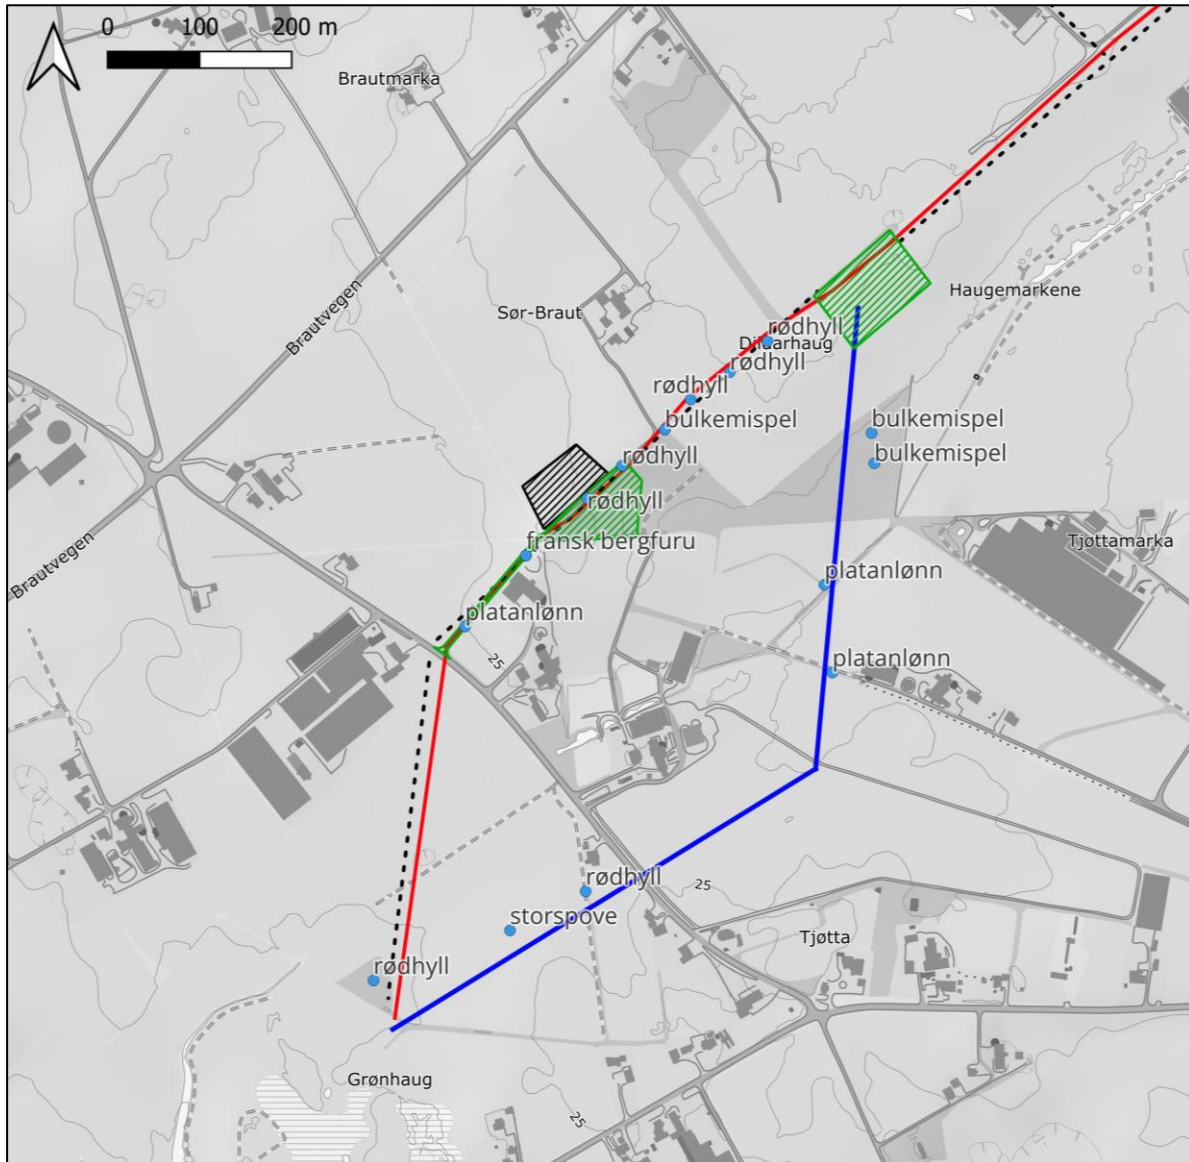 0 100 200 m
Brautmarka
Brautvegen
Sør-Braut
Haugemarkene
rødhyll
rødhyll
rødhyll
bulkemispel
bulkemispel
rødhyll
bulkemispel
rødhyll
fransk bergfuru
Tjøttamarka
Brautvegen
platanlønn
platanlønn
25
platanlønn
rødhyll
25
storspove
Tjøtta
rødhyll
Grønhaug
25